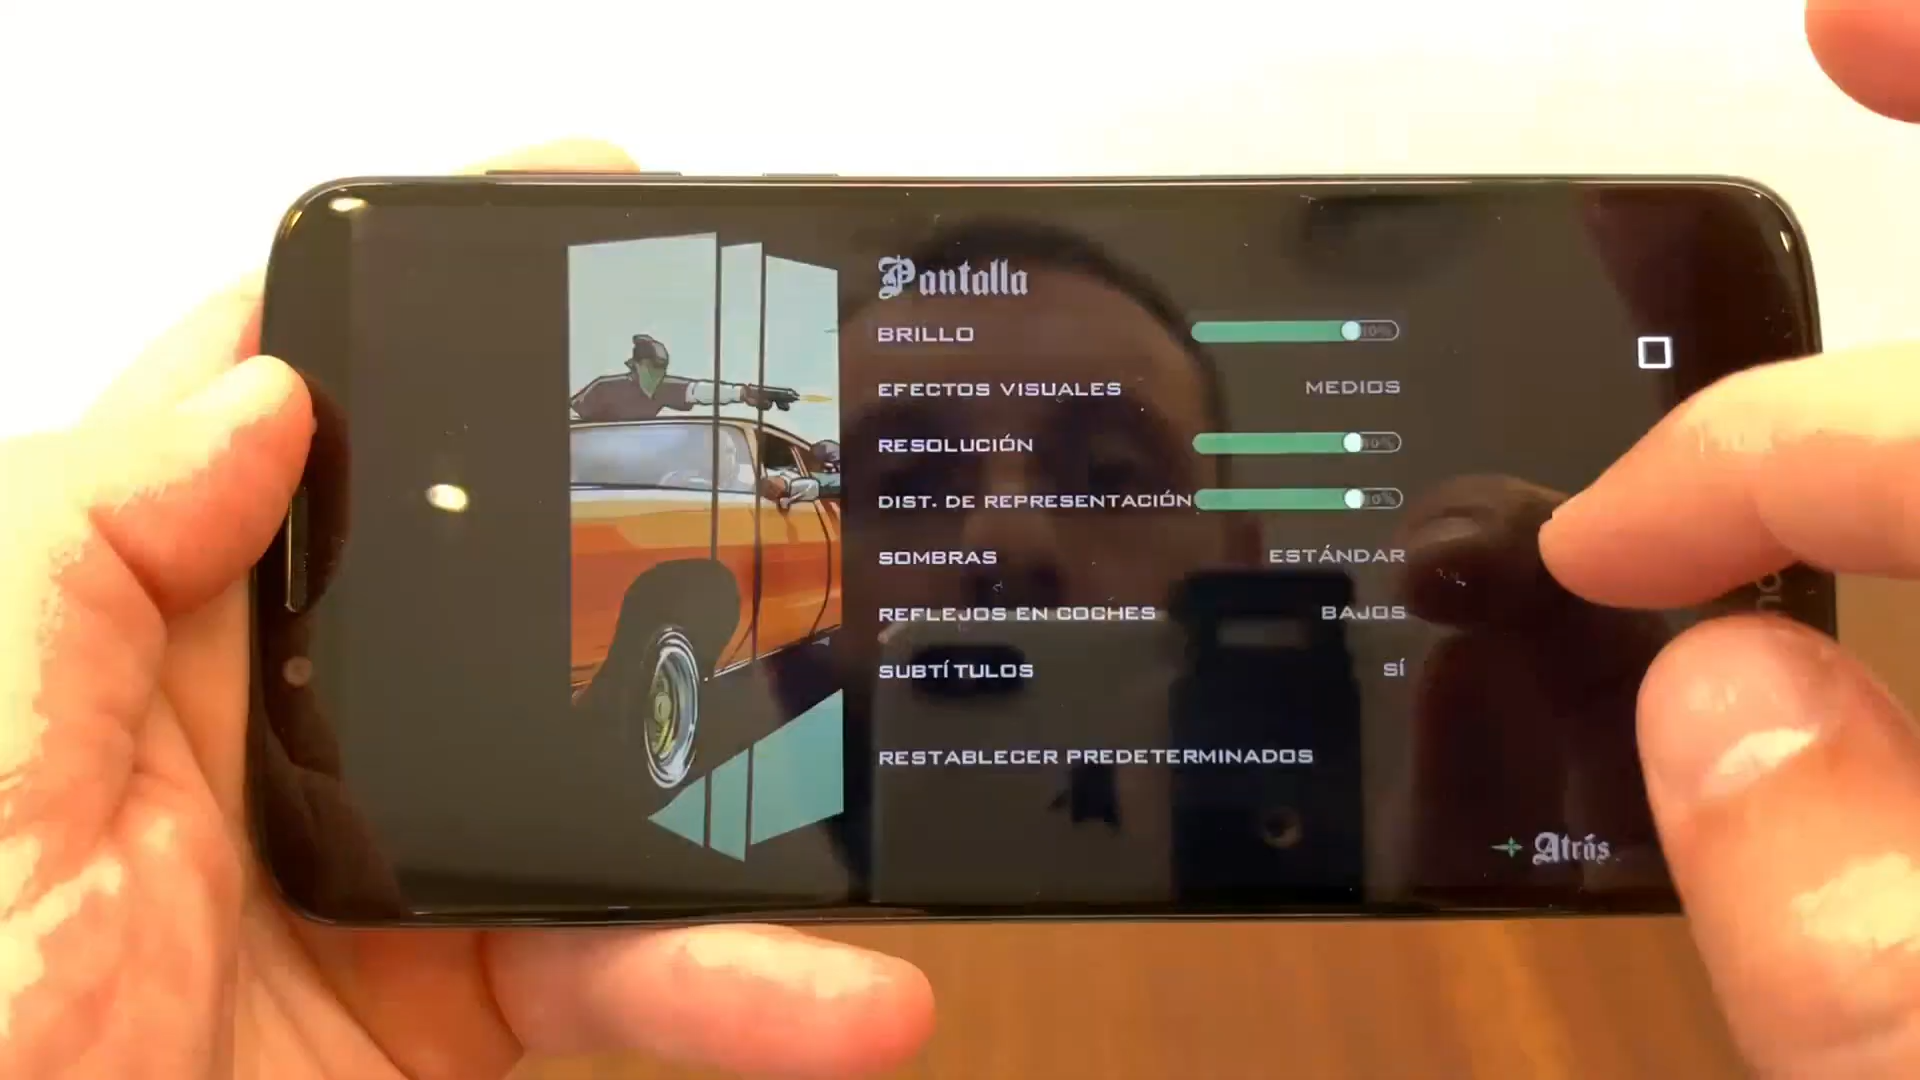 Pantalla
BRILLO
EFECTOS VISUALES MEDIOS
RESOLUCIÓN
DIST. DE REPRESENTACIÓN
SOMBRAS ESTÁNDAR
REFLEJOS EN COCHES BAJOS
SUBTÍTULOS SÍ
RESTABLECER PREDETERMINADOS
Atrás